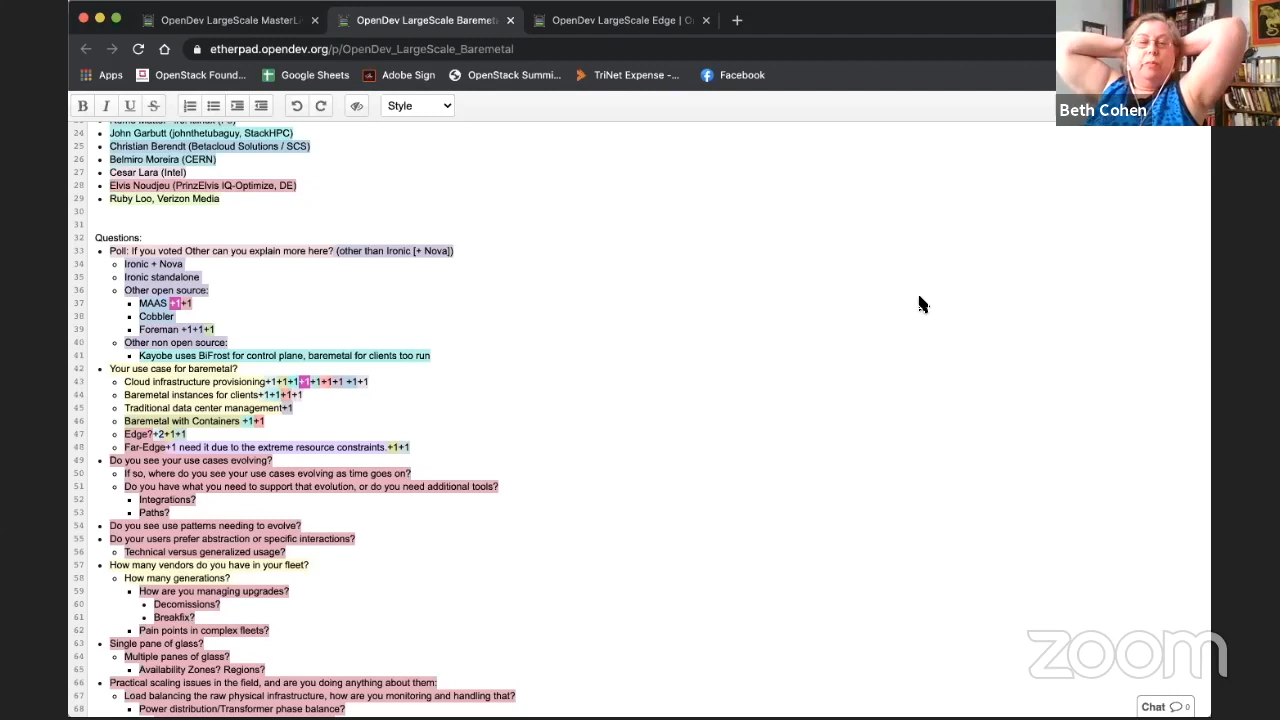 OpenDev LargeScale MasterL
OpenDev LargeScale Baremeta
OpenDev LargeScale Edge | O
etherpad.opendev.org/p/OpenDev_LargeScale_Baremetal
Apps
OpenStack Found...
Google Sheets
Adobe Sign
OpenStack Summi...
TriNet Expense -...
Facebook
B I U S Style
Beth Cohen
24 John Garbutt (johnthetubaguy, StackHPC)
25 Christian Berendt (Betacloud Solutions / SCS)
26 Belmiro Moreira (CERN)
27 Cesar Lara (Intel)
28 Elvis Noudjeu (PrinzElvis IQ-Optimize, DE)
29 Ruby Loo, Verizon Media
30
31
32 Questions:
33 Poll: If you voted Other can you explain more here? (other than Ironic [+ Nova])
34 Ironic + Nova
35 Ironic standalone
36 Other open source:
37 MAAS +1+1
38 Cobbler
39 Foreman +1+1+1
40 Other non open source:
41 Kayobe uses BiFrost for control plane, baremetal for clients too run
42 Your use case for baremetal?
43 Cloud infrastructure provisioning+1+1+1+1+1+1+1 +1+1
44 Baremetal instances for clients+1+1+1+1
45 Traditional data center management+1
46 Baremetal with Containers +1+1
47 Edge?+2+1+1
48 Far-Edge+1 need it due to the extreme resource constraints.+1+1
49 Do you see your use cases evolving?
50 If so, where do you see your use cases evolving as time goes on?
51 Do you have what you need to support that evolution, or do you need additional tools?
52 Integrations?
53 Paths?
54 Do you see use patterns needing to evolve?
55 Do your users prefer abstraction or specific interactions?
56 Technical versus generalized usage?
57 How many vendors do you have in your fleet?
58 How many generations?
59 How are you managing upgrades?
60 Decomissions?
61 Breakfix?
62 Pain points in complex fleets?
63 Single pane of glass?
64 Multiple panes of glass?
65 Availability Zones? Regions?
66 Practical scaling issues in the field, and are you doing anything about them:
67 Load balancing the raw physical infrastructure, how are you monitoring and handling that?
68 Power distribution/Transformer phase balance?
zoom
Chat 0